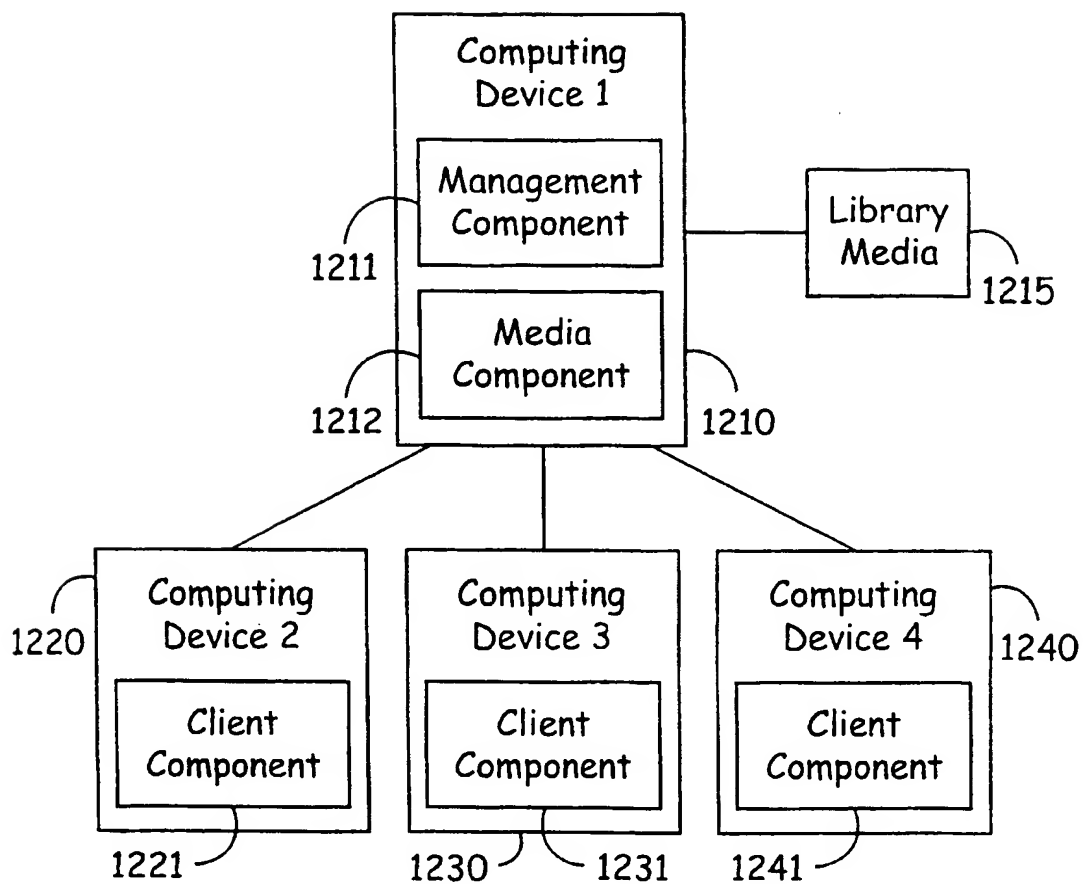 Computing
Device 1
Management
Component
1211
Library
Media
1215
Media
Component
1212
1210
Computing
Device 2
1220
Client
Component
1221
Computing
Device 3
Client
Component
1230
1231
Computing
Device 4
1240
Client
Component
1241